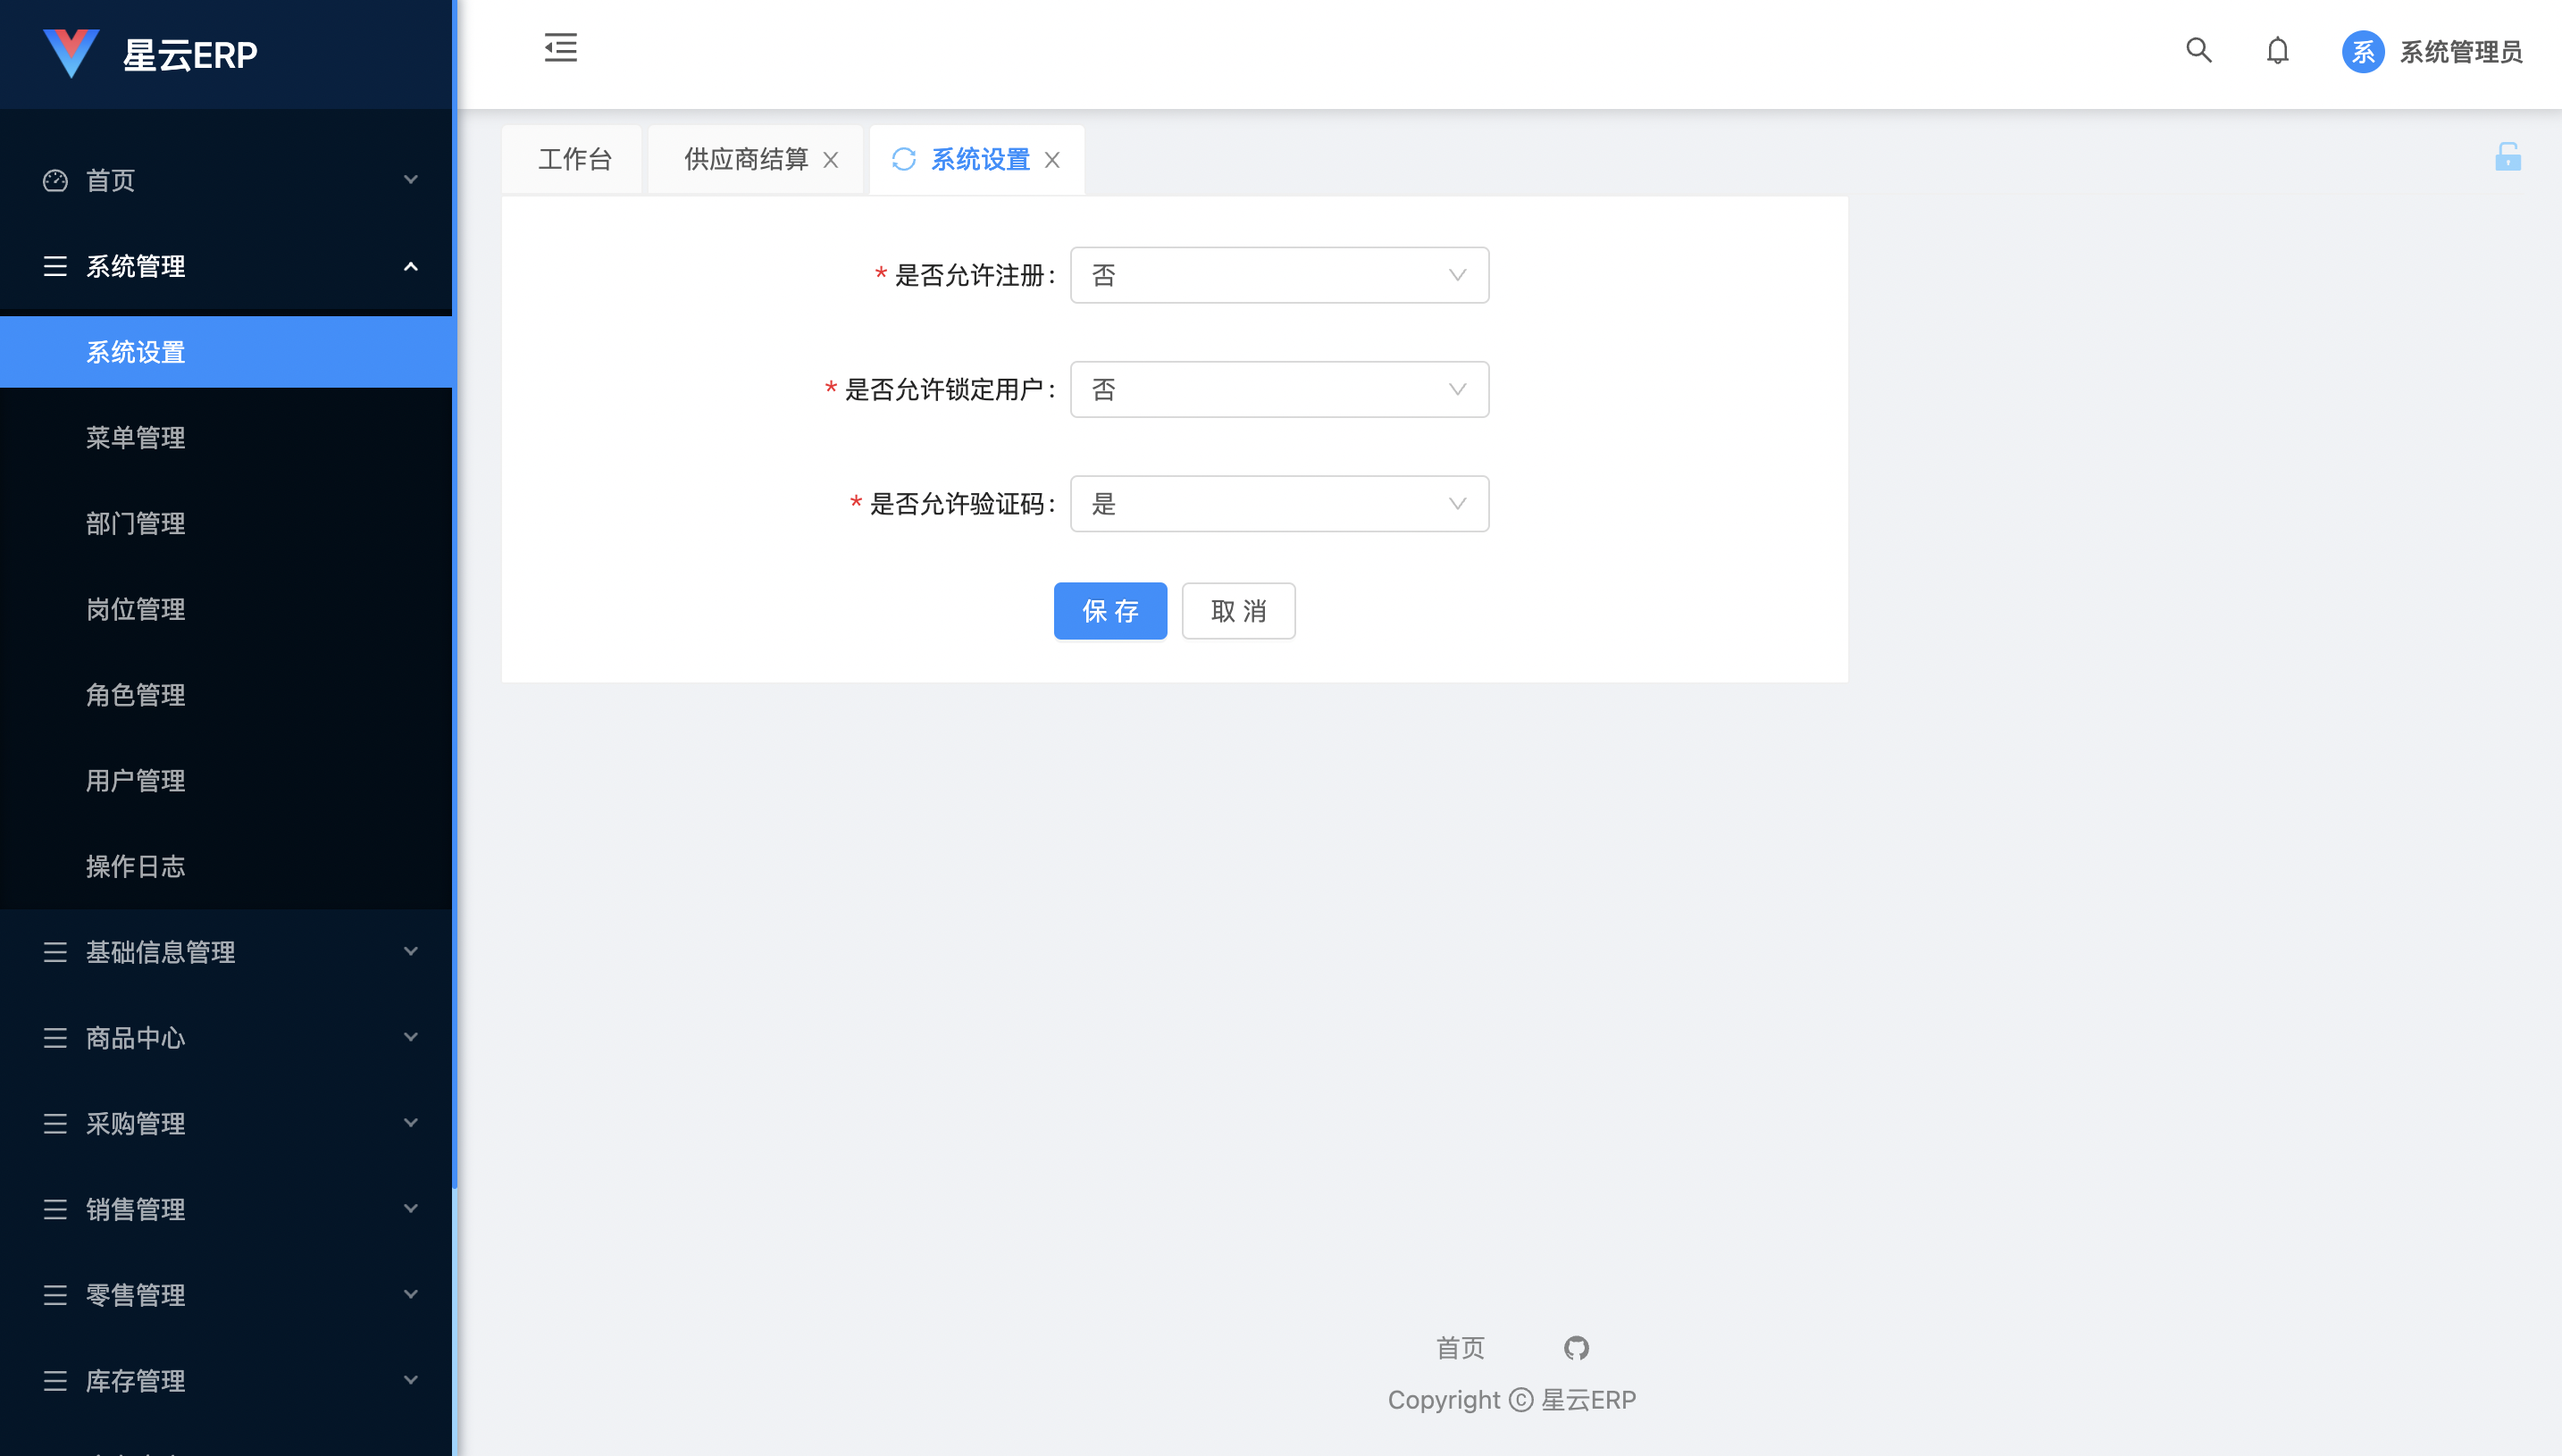 星云ERP
系 系统管理员
工作台
供应商结算
系统设置
首页
系统管理
系统设置
菜单管理
部门管理
岗位管理
角色管理
用户管理
操作日志
基础信息管理
商品中心
采购管理
销售管理
零售管理
库存管理
* 是否允许注册: 否
* 是否允许锁定用户: 否
* 是否允许验证码: 是
保 存
取 消
首页
Copyright © 星云ERP